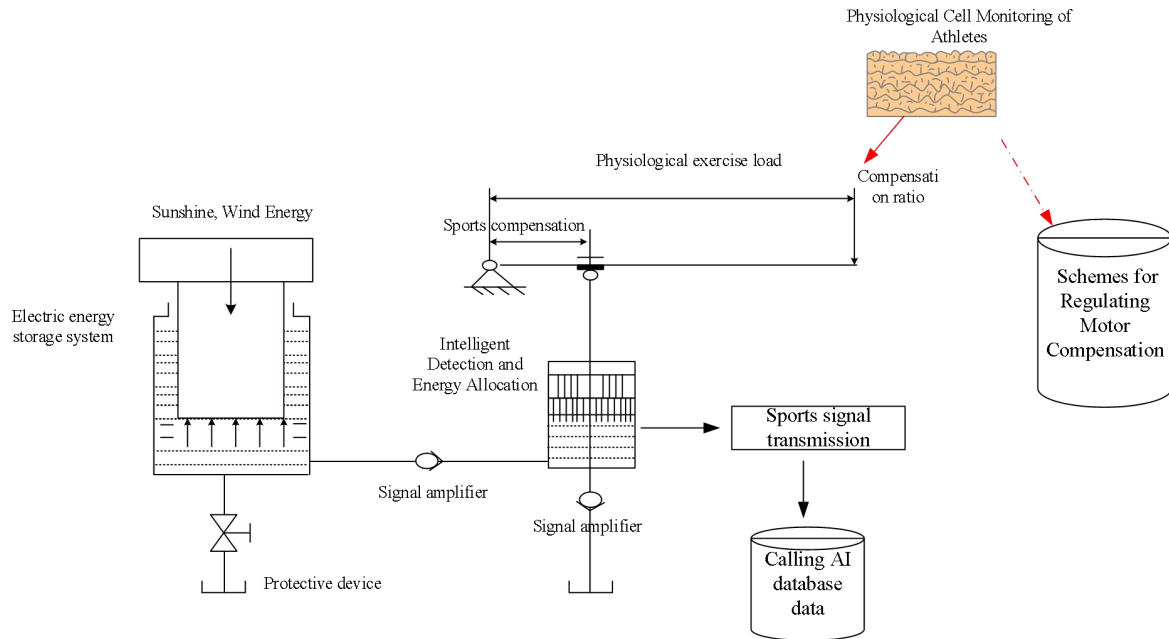 Physiological Cell Monitoring of
Athletes
Physiological exercise load
Compensati
on ratio
Sunshine, Wind Energy
Sports compensation
Electric energy
storage system
Schemes for
Regulating
Motor
Compensation
Intelligent
Detection and
Energy Allocation
Sports signal
transmission
Signal amplifier
Signal amplifier
Calling AI
database
data
Protective device